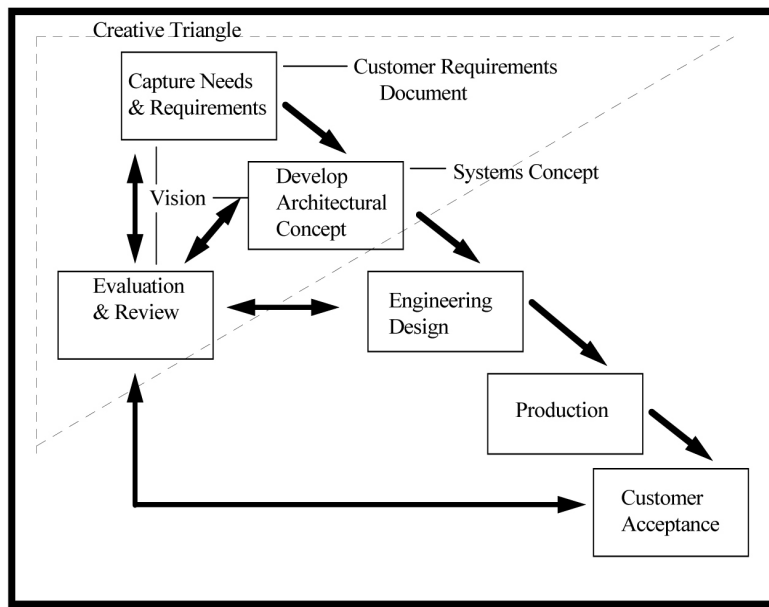 Creative Triangle
Capture Needs
& Requirements
Customer Requirements
Document
Vision
Develop
Architectural
Concept
Systems Concept
Evaluation
& Review
Engineering
Design
Production
Customer
Acceptance